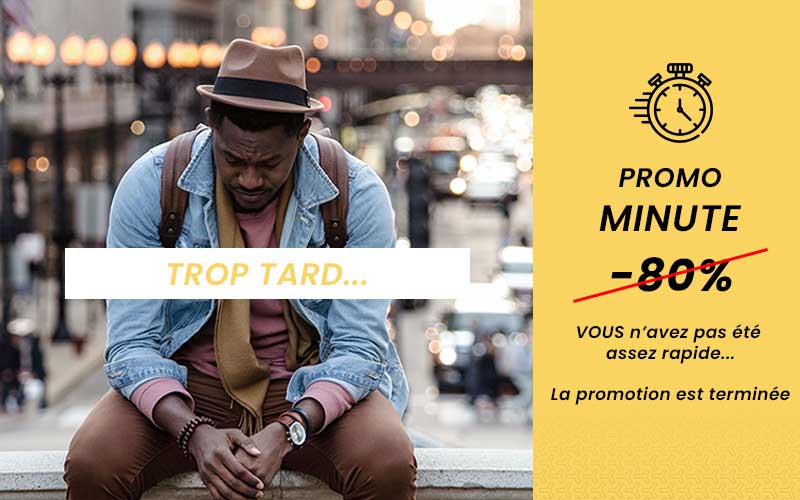 TROP TARD...
PROMO
MINUTE
-80%
VOUS n'avez pas été
assez rapide...
La promotion est terminée